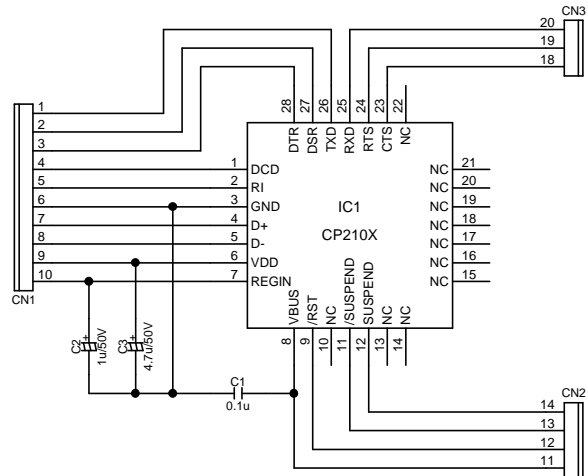 CN3
20
19
18
28
27
26
25
24
23
22
DTR
DSR
TXD
RXD
RTS
CTS
NC
1
2
3
4
5
6
7
8
9
10
CN1
1 DCD
2 RI
3 GND
4 D+
5 D-
6 VDD
7 REGIN
IC1
CP210X
NC 21
NC 20
NC 19
NC 18
NC 17
NC 16
NC 15
VBUS
/RST
NC
/SUSPEND
SUSPEND
NC
NC
8
9
10
11
12
13
14
C2
+
1u/50V
C3
+
4.7u/50V
C1
0.1u
CN2
14
13
12
11